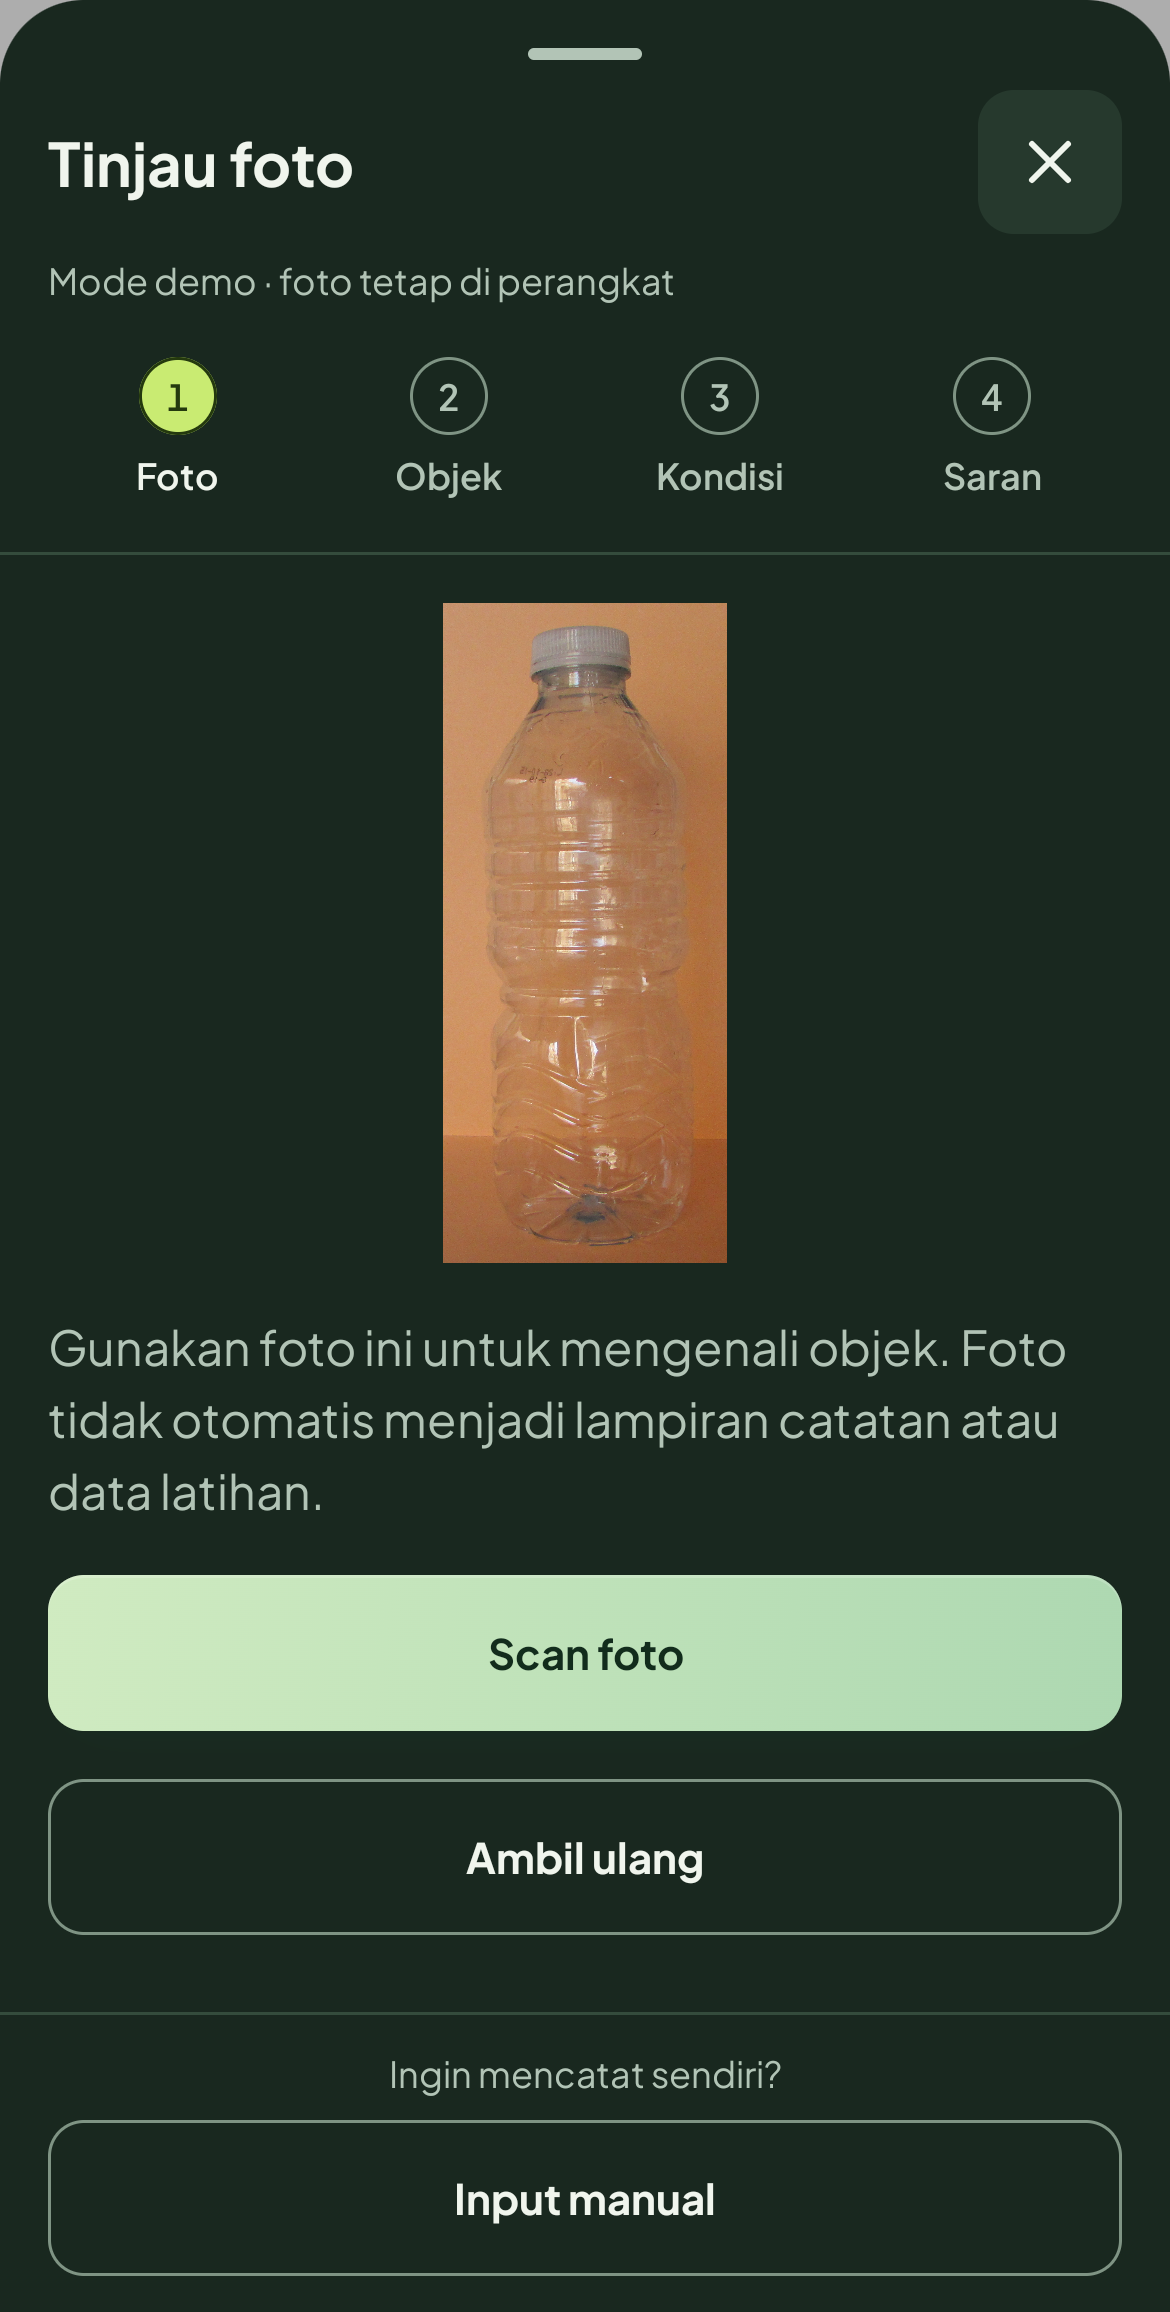 Tinjau foto
Mode demo · foto tetap di perangkat
1
2
3
4
Foto
Objek
Kondisi
Saran
Gunakan foto ini untuk mengenali objek. Foto
tidak otomatis menjadi lampiran catatan atau
data latihan.
Scan foto
Ambil ulang
Ingin mencatat sendiri?
Input manual